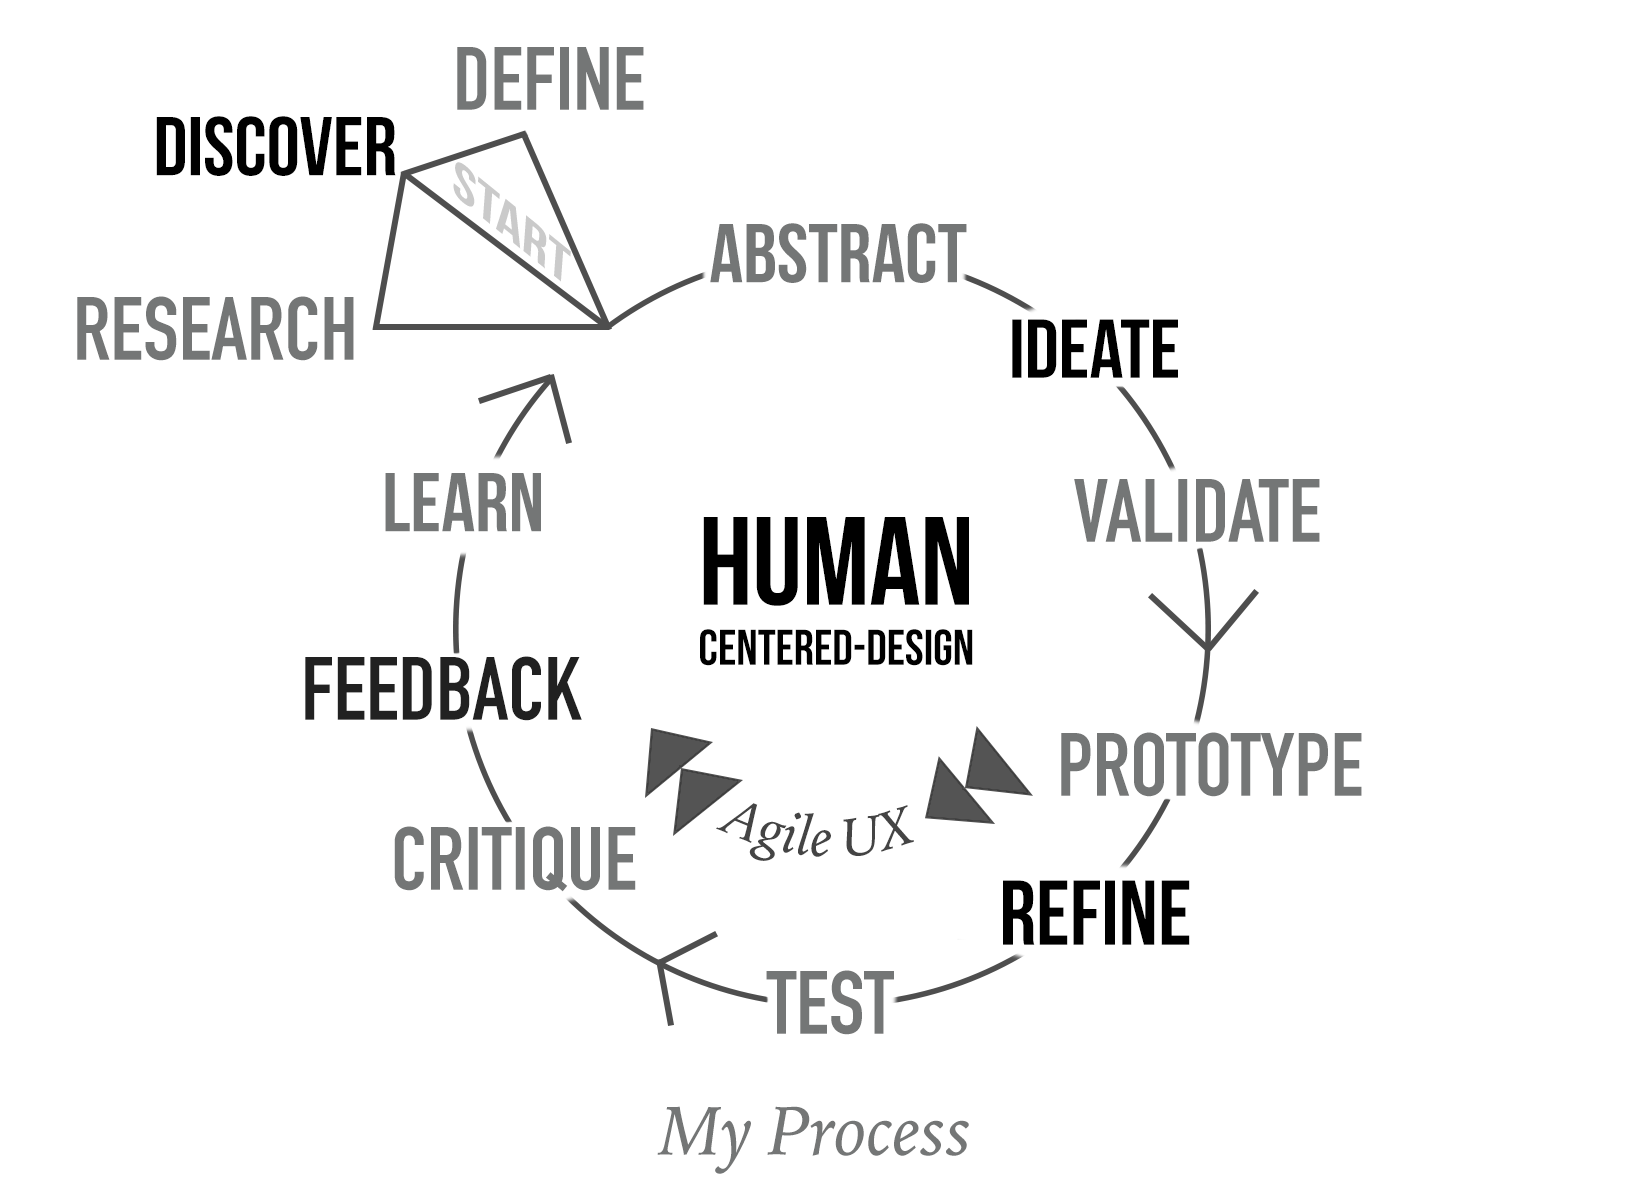 DEFINE
DISCOVER
START
RESEARCH
ABSTRACT
IDEATE
VALIDATE
PROTOTYPE
REFINE
TEST
CRITIQUE
FEEDBACK
LEARN
HUMAN
CENTERED-DESIGN
Agile UX
My Process